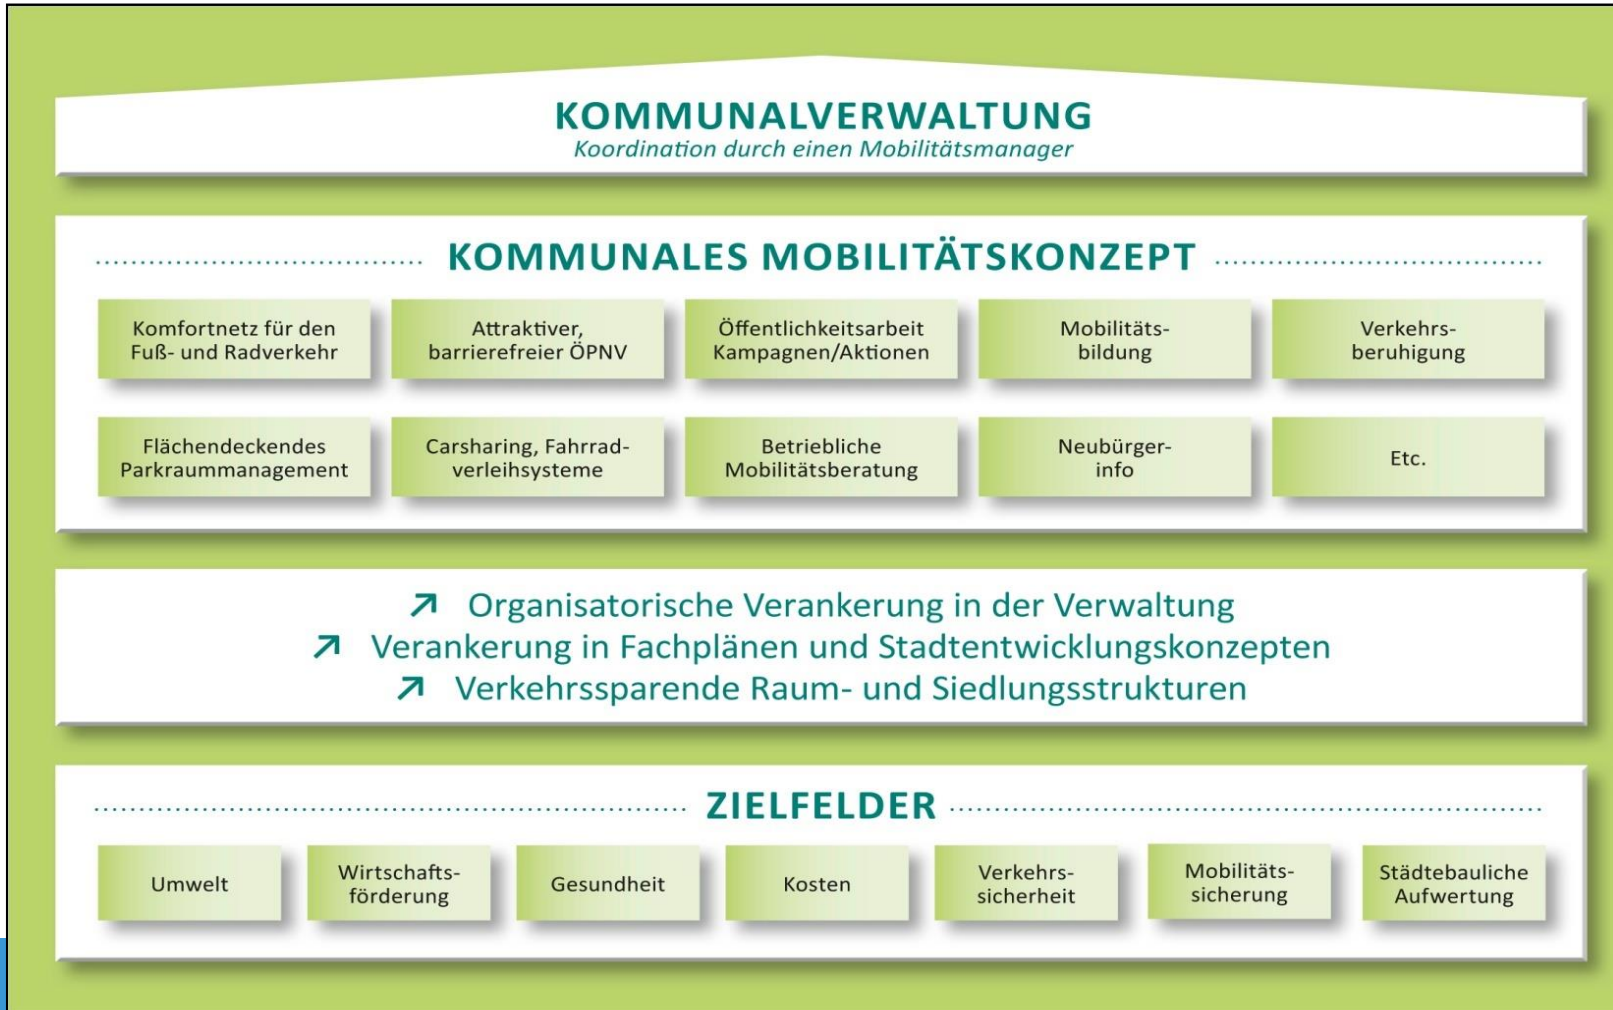 KOMMUNALVERWALTUNG
Koordination durch einen Mobilitätsmanager
KOMMUNALES MOBILITÄTSKONZEPT
Komfortnetz für den
Fuß- und Radverkehr
Attraktiver,
barrierefreier ÖPNV
Öffentlichkeitsarbeit
Kampagnen/Aktionen
Mobilitäts-
bildung
Verkehrs-
beruhigung
Flächendeckendes
Parkraummanagement
Carsharing, Fahrrad-
verleihsysteme
Betriebliche
Mobilitätsberatung
Neubürger-
info
Etc.
↗ Organisatorische Verankerung in der Verwaltung
↗ Verankerung in Fachplänen und Stadtentwicklungskonzepten
↗ Verkehrssparende Raum- und Siedlungsstrukturen
ZIELFELDER
Umwelt
Wirtschafts-
förderung
Gesundheit
Kosten
Verkehrs-
sicherheit
Mobilitäts-
sicherung
Städtebauliche
Aufwertung